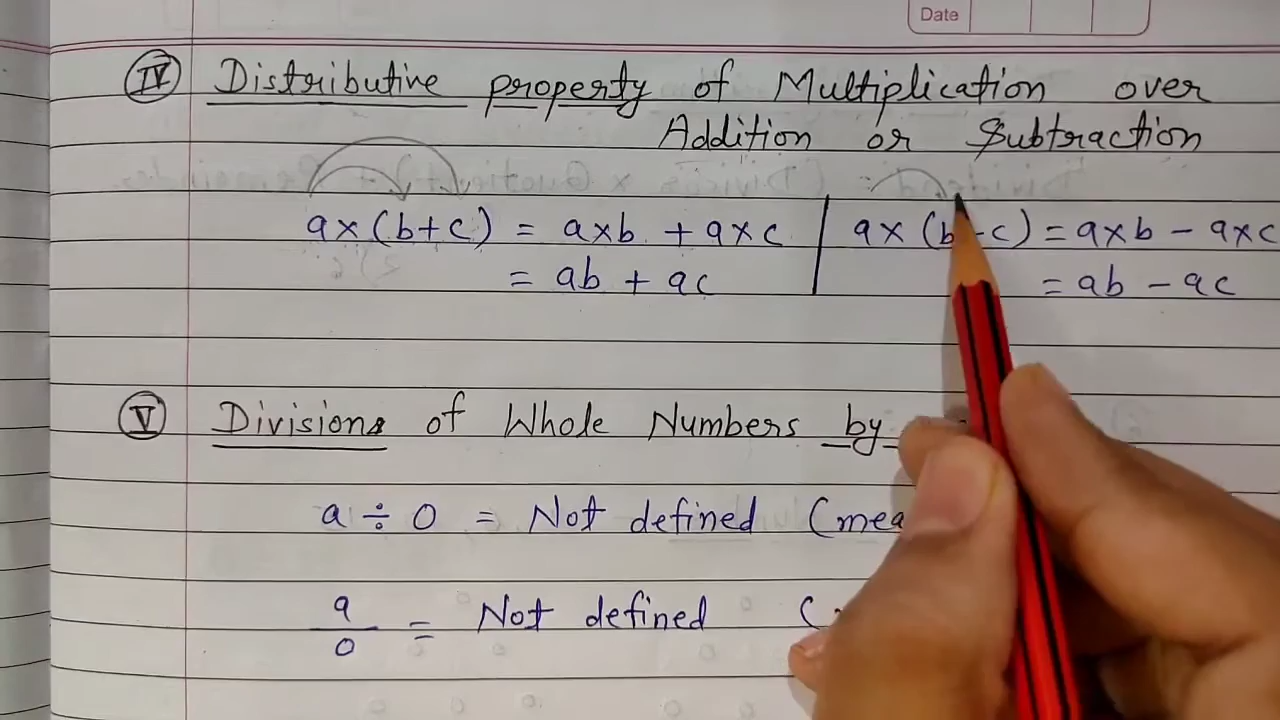 Date
IV Distributive property of Multiplication over
Addition or Subtraction
a×(b+c) = a×b + a×c
= ab + ac
a×(b-c) = a×b - a×c
= ab - ac
V Divisions of Whole Numbers by
a ÷ 0 = Not defined
a/0 = Not defined (